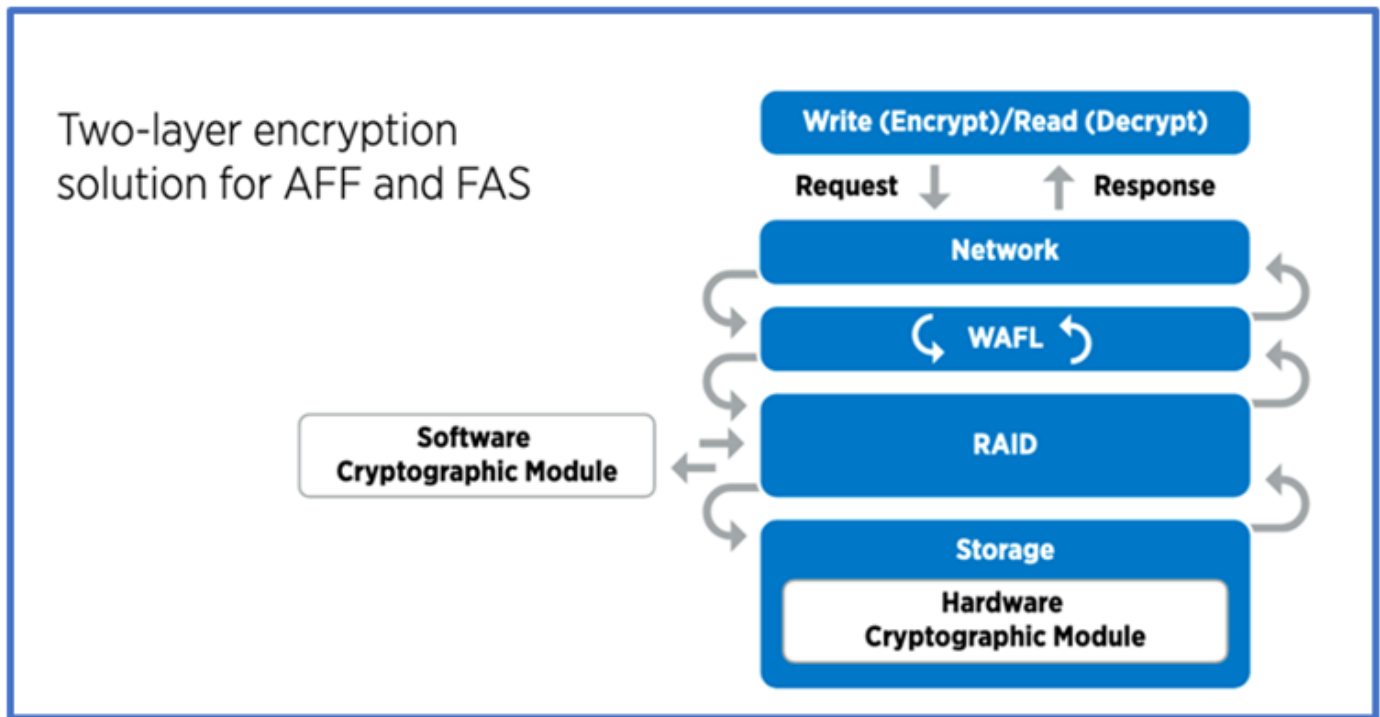 Two-layer encryption
solution for AFF and FAS
Write (Encrypt)/Read (Decrypt)
Request
Response
Network
WAFL
RAID
Software
Cryptographic Module
Storage
Hardware
Cryptographic Module